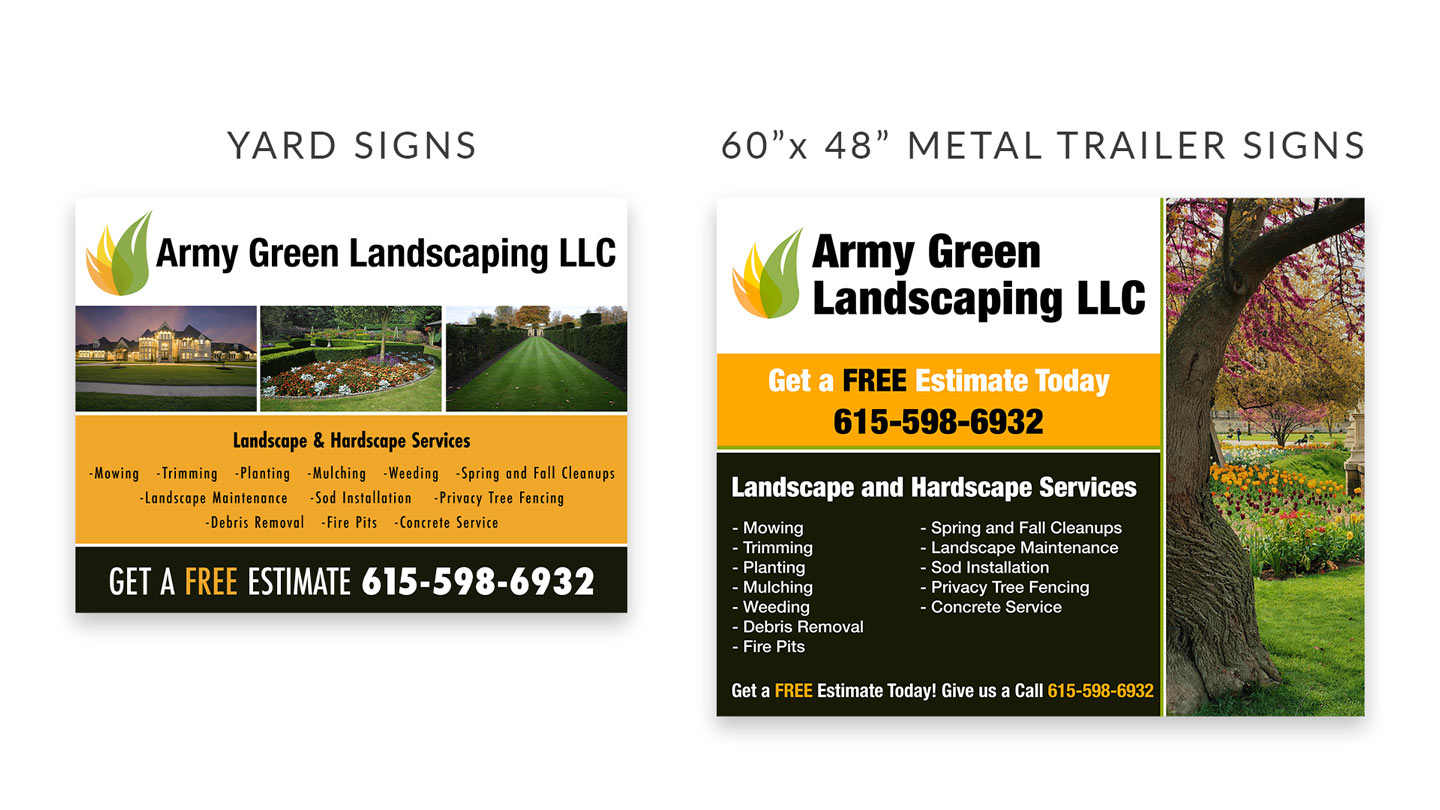 YARD SIGNS
Army Green Landscaping LLC
Landscape & Hardscape Services
-Mowing -Trimming -Planting -Mulching -Weeding -Spring and Fall Cleanups
-Landscape Maintenance -Sod Installation -Privacy Tree Fencing
-Debris Removal -Fire Pits -Concrete Service
GET A FREE ESTIMATE 615-598-6932
60”x 48” METAL TRAILER SIGNS
Army Green
Landscaping LLC
Get a FREE Estimate Today
615-598-6932
Landscape and Hardscape Services
- Mowing
- Trimming
- Planting
- Mulching
- Weeding
- Debris Removal
- Fire Pits
- Spring and Fall Cleanups
- Landscape Maintenance
- Sod Installation
- Privacy Tree Fencing
- Concrete Service
Get a FREE Estimate Today! Give us a Call 615-598-6932